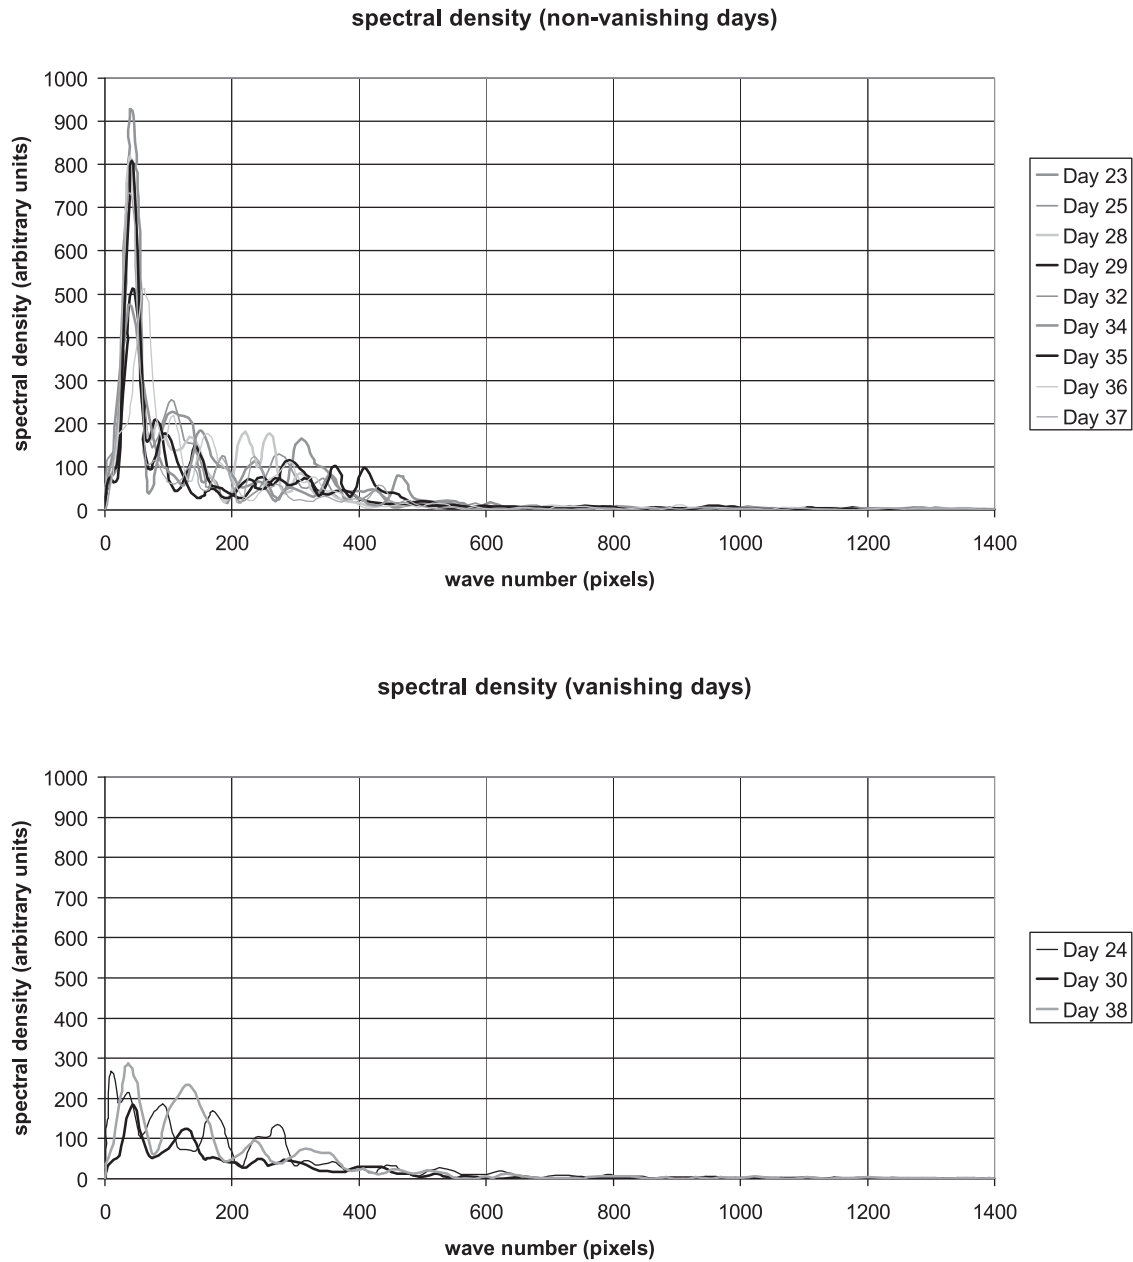 spectral density (non-vanishing days)
1000
900
800
700
600
500
400
300
200
100
0
spectral density (arbitrary units)
0 200 400 600 800 1000 1200 1400
wave number (pixels)
Day 23
Day 25
Day 28
Day 29
Day 32
Day 34
Day 35
Day 36
Day 37
spectral density (vanishing days)
1000
900
800
700
600
500
400
300
200
100
0
spectral density (arbitrary units)
0 200 400 600 800 1000 1200 1400
wave number (pixels)
Day 24
Day 30
Day 38